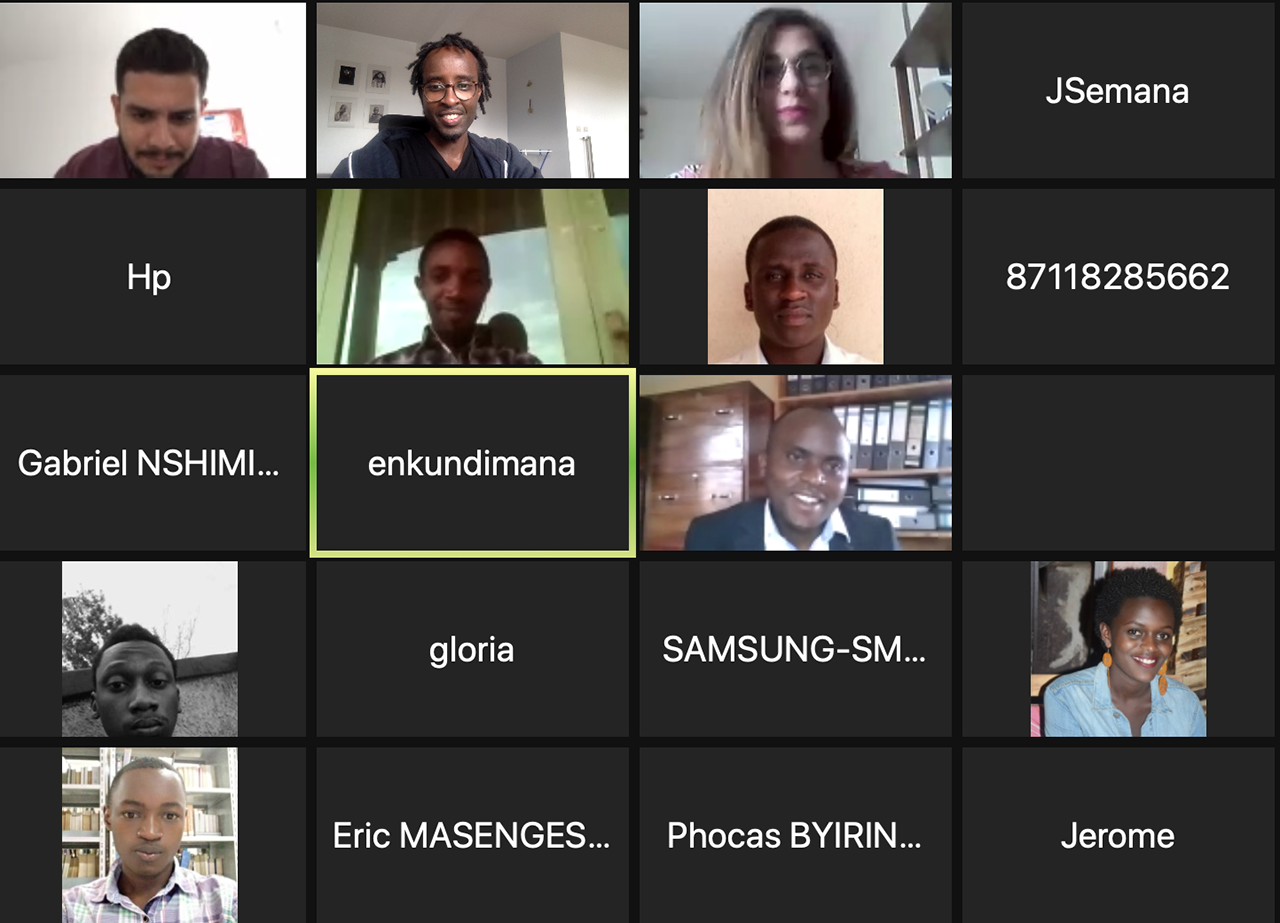 JSemana
Hp
87118285662
Gabriel NSHIMI...
enkundimana
gloria
SAMSUNG-SM...
Eric MASENGES...
Phocas BYIRIN...
Jerome